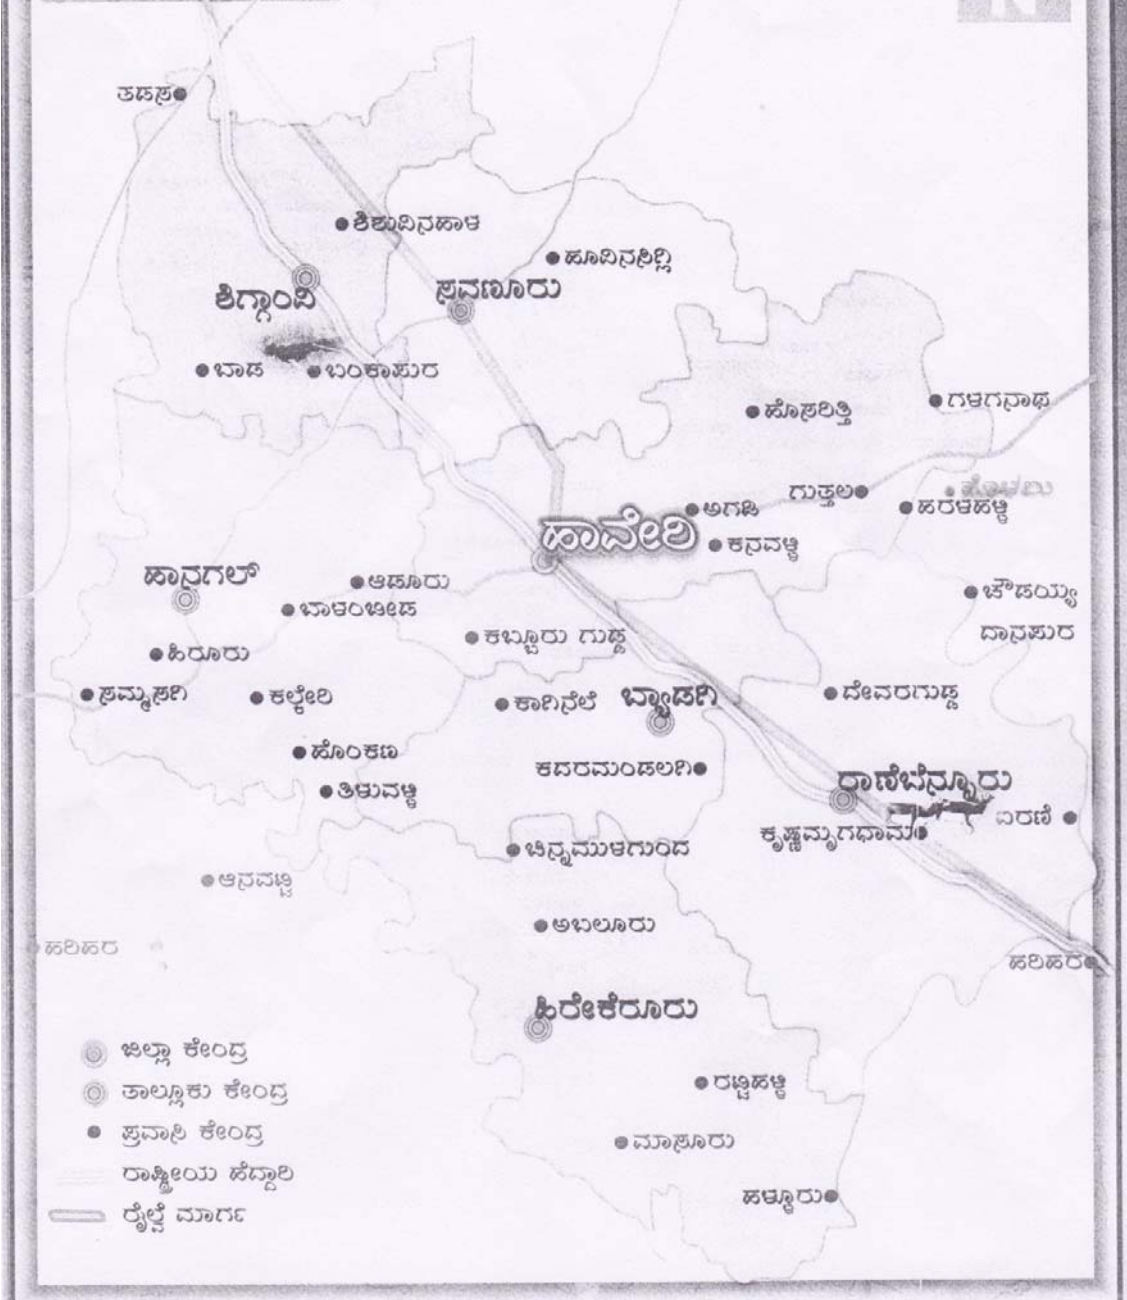 ತಡಸ
ಶಿಶುವಿನಹಾಳ
ಹೂವಿನಸಿಗ್ಲಿ
ಶಿಗ್ಗಾಂವಿ
ಸವಣೂರು
ಬಾಡ
ಬಂಕಾಪುರ
ಗಳಗನಾಥ
ಹೊಸರಿತ್ತಿ
ಗುತ್ತಲ
ಹೊಳಲು
ಅಗಡಿ
ಹರಳಹಳ್ಳಿ
ಹಾವೇರಿ
ಕನವಳ್ಳಿ
ಹಾನಗಲ್
ಆಡೂರು
ಬಾಳಂಬೀಡ
ಚೌಡಯ್ಯ
ದಾನಪುರ
ಕಬ್ಬೂರು ಗುಡ್ಡ
ಹಿರೂರು
ಸಮ್ಮಸಗಿ
ಕಲ್ಕೇರಿ
ಕಾಗಿನೆಲೆ
ಬ್ಯಾಡಗಿ
ದೇವರಗುಡ್ಡ
ಹೊಂಕಣ
ಕದರಮಂಡಲಗಿ
ರಾಣೆಬೆನ್ನೂರು
ತಿಳುವಳ್ಳಿ
ಐರಣಿ
ಕೃಷ್ಣಮೃಗಧಾಮ
ಚಿನ್ನಮುಳಗುಂದ
ಆನವಟ್ಟಿ
ಅಬಲೂರು
ಹರಿಹರ
ಹರಿಹರ
ಹಿರೇಕೆರೂರು
ರಟ್ಟಿಹಳ್ಳಿ
ಮಾಸೂರು
ಹಳ್ಳೂರು
ಜಿಲ್ಲಾ ಕೇಂದ್ರ
ತಾಲ್ಲೂಕು ಕೇಂದ್ರ
ಪ್ರವಾಸಿ ಕೇಂದ್ರ
ರಾಷ್ಟ್ರೀಯ ಹೆದ್ದಾರಿ
ರೈಲ್ವೆ ಮಾರ್ಗ